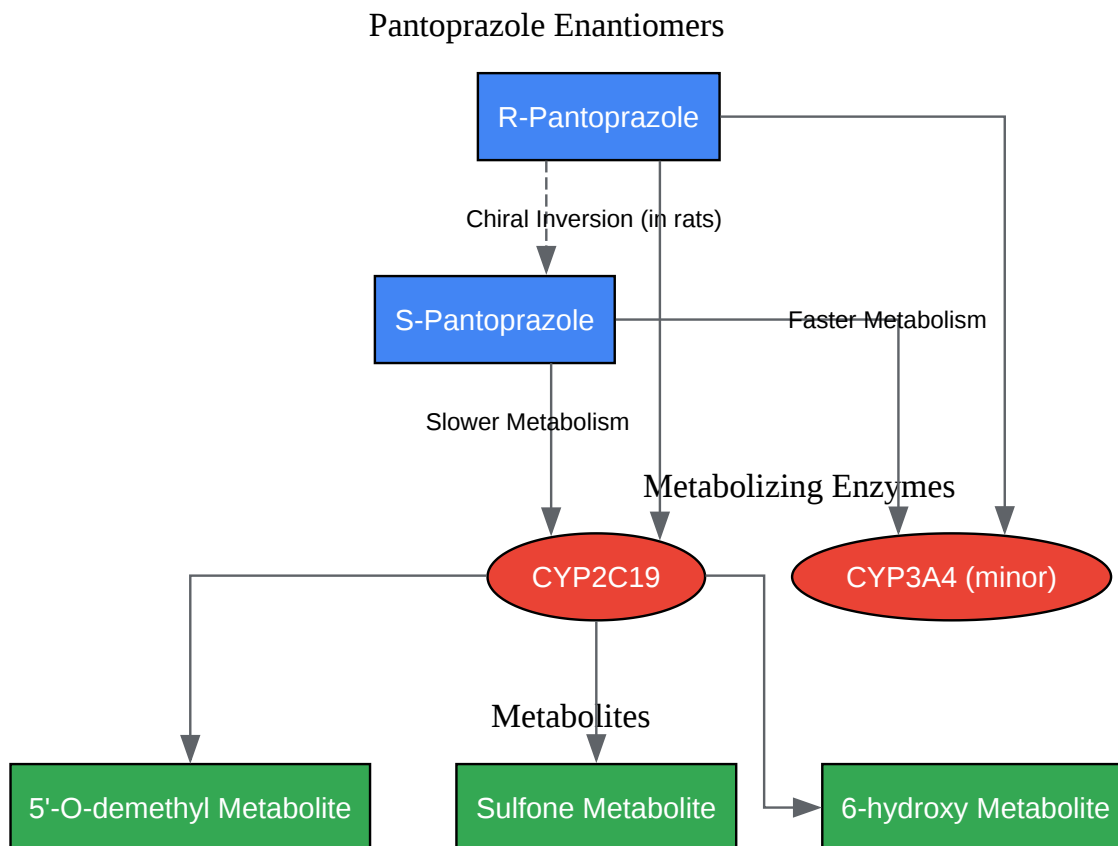 Pantoprazole Enantiomers
R-Pantoprazole
Chiral Inversion (in rats)
S-Pantoprazole
Faster Metabolism
Slower Metabolism
Metabolizing Enzymes
CYP2C19
CYP3A4 (minor)
Metabolites
5'-O-demethyl Metabolite
Sulfone Metabolite
6-hydroxy Metabolite